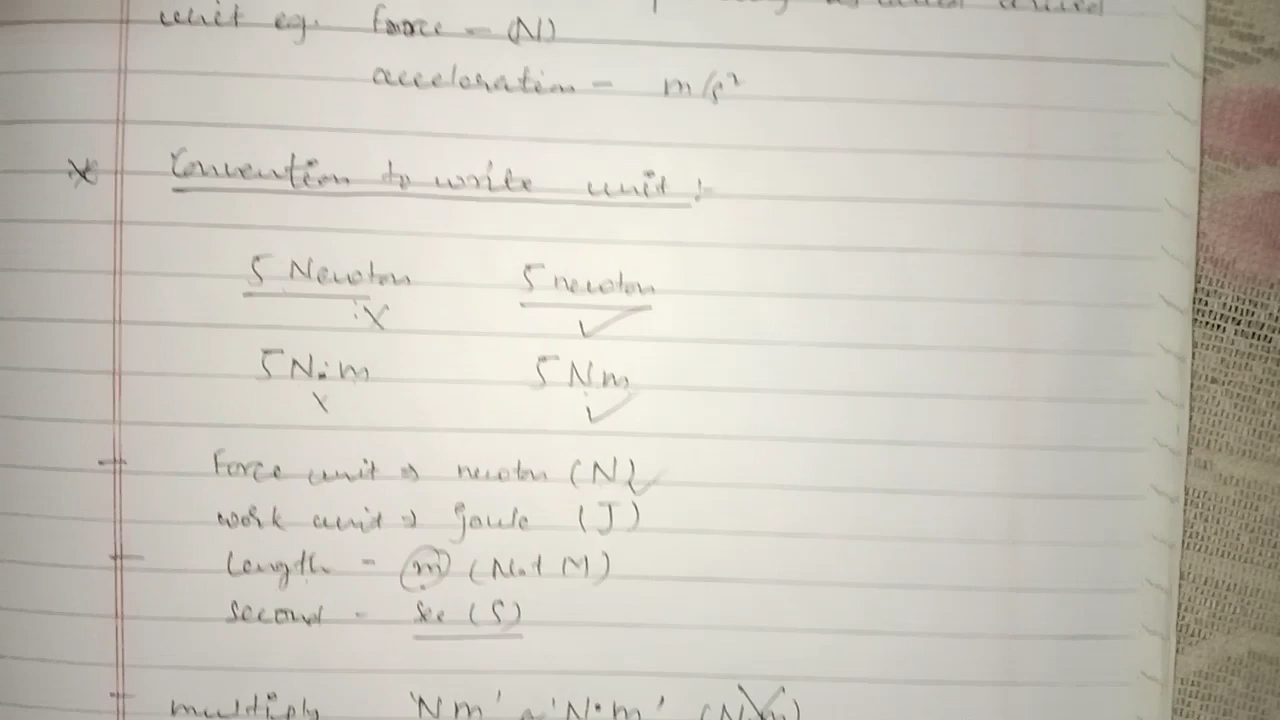 unit eg. force - (N)
acceleration - m/s²
* Convention to write unit :-
5 Newton 5 newton
X ✓
5 N.m 5 Nm
X ✓
Force unit ⇒ newton (N) ✓
work unit ⇒ joule (J)
Length - m (Not M)
second - sec (s)
multiply 'Nm' 'N·m' (N.m)